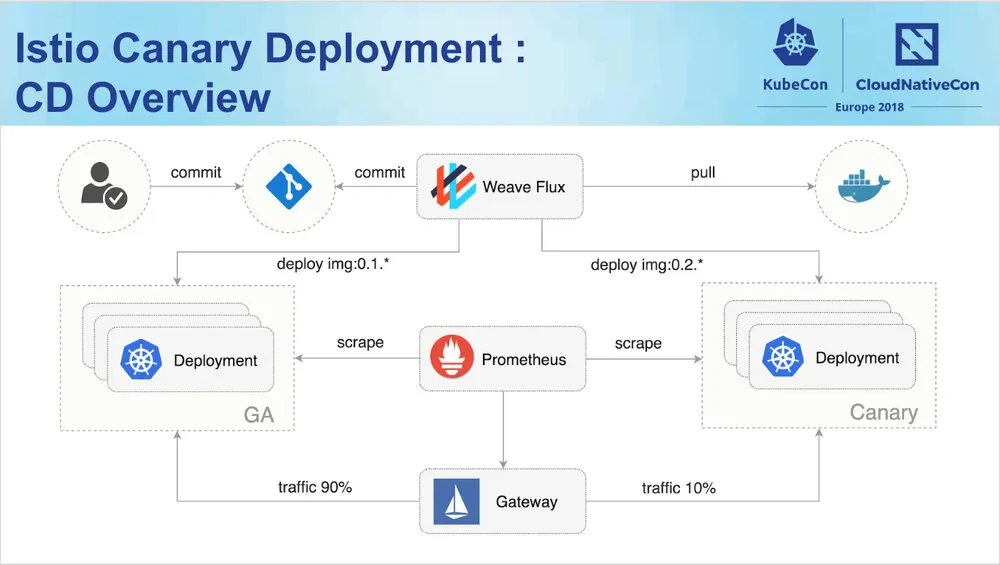 Istio Canary Deployment :
CD Overview
KubeCon
CloudNativeCon
Europe 2018
commit
commit
Weave Flux
pull
deploy img:0.1.*
deploy img:0.2.*
Deployment
GA
scrape
Prometheus
scrape
Deployment
Canary
traffic 90%
Gateway
traffic 10%